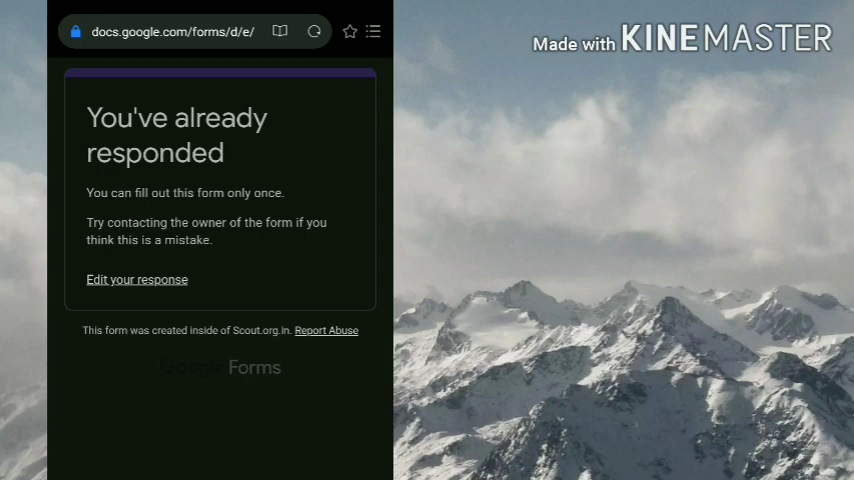 docs.google.com/forms/d/e/
Made with KINEMASTER
You've already
responded
You can fill out this form only once.
Try contacting the owner of the form if you
think this is a mistake.
Edit your response
This form was created inside of Scout.org.in. Report Abuse
Google Forms